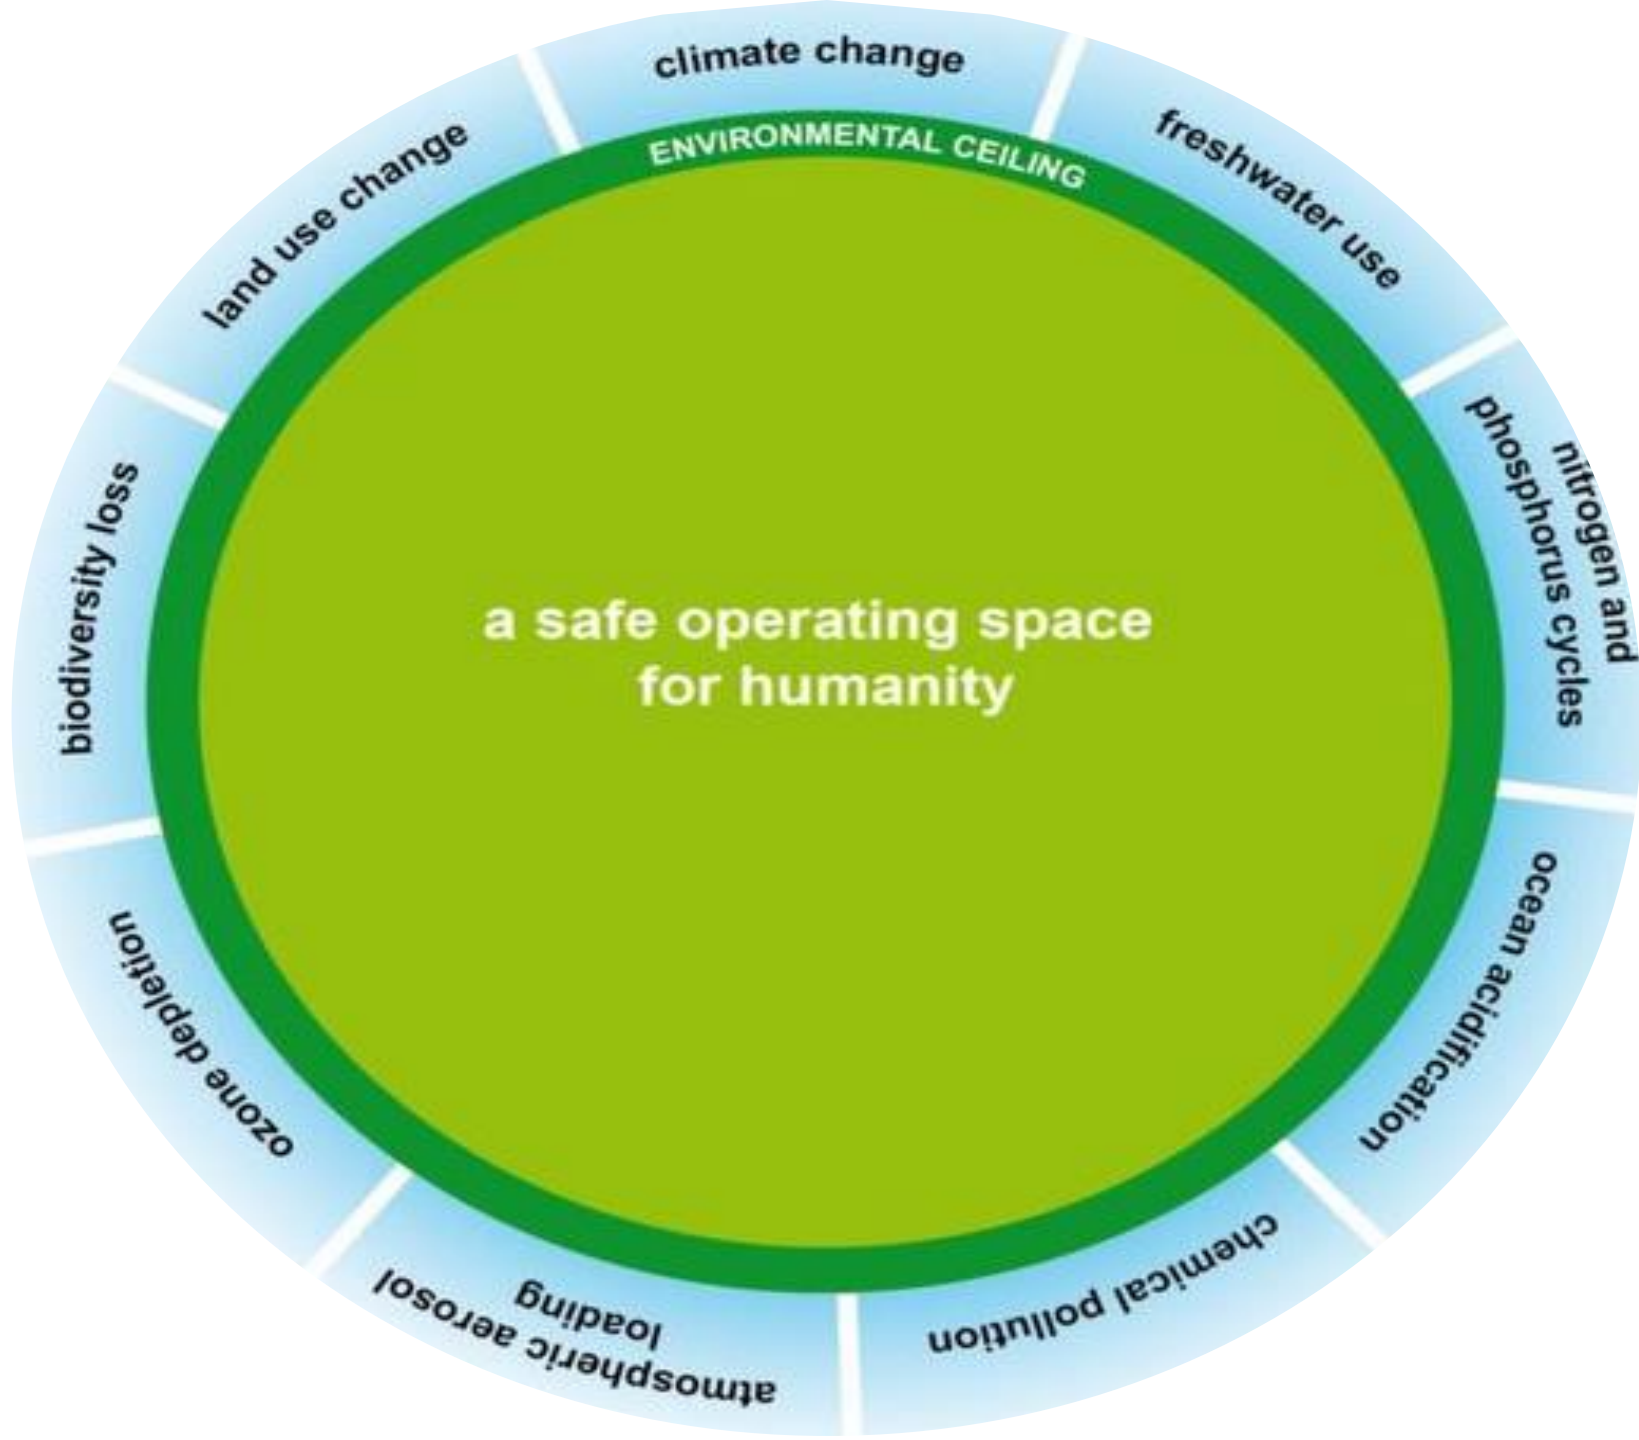 climate change
freshwater use
nitrogen and
phosphorus cycles
ocean acidification
chemical pollution
atmospheric aerosol
loading
ozone depletion
biodiversity loss
land use change
ENVIRONMENTAL CEILING
a safe operating space
for humanity